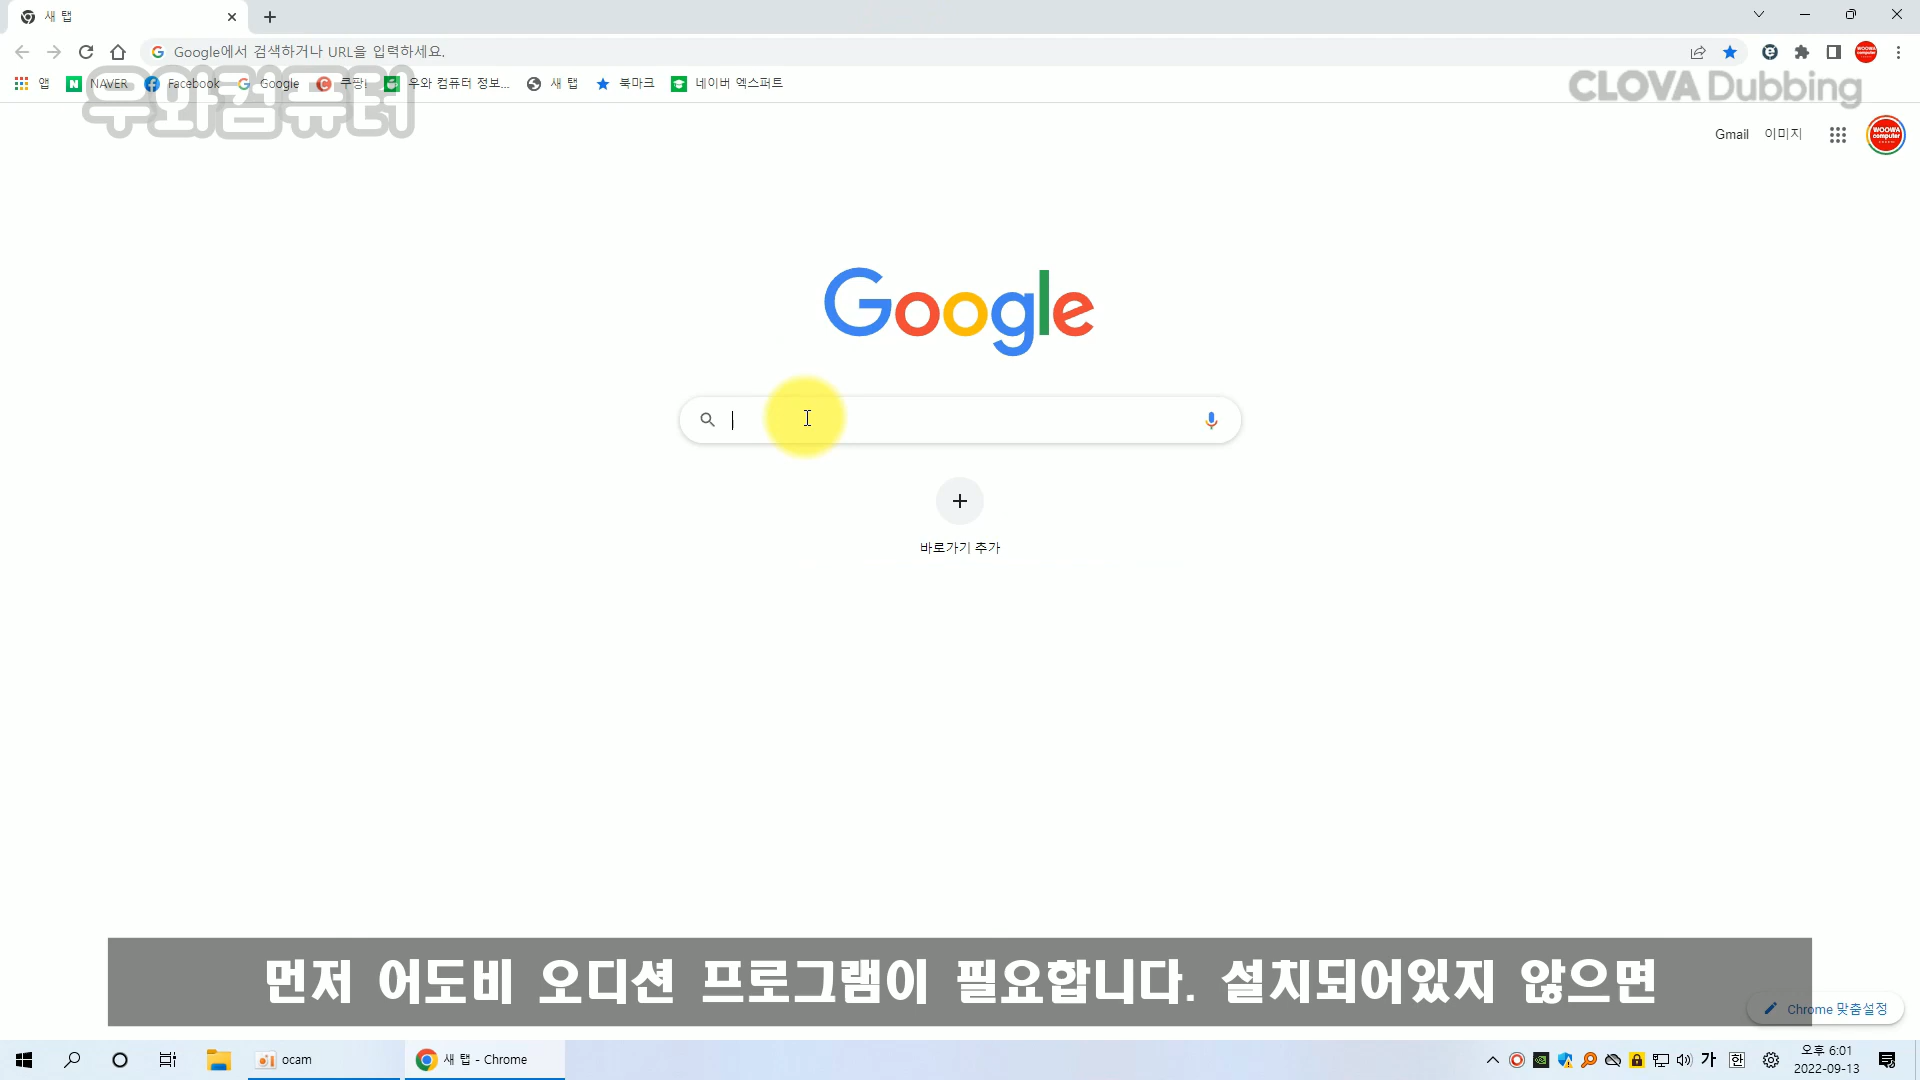 새 탭
Google에서 검색하거나 URL을 입력하세요.
앱 NAVER Facebook Google 쿠팡! 우와 컴퓨터 정보... 새 탭 북마크 네이버 엑스퍼트
우와컴퓨터
CLOVA Dubbing
Gmail 이미지
WOOWA
computer
Google
바로가기 추가
먼저 어도비 오디션 프로그램이 필요합니다. 설치되어있지 않으면
Chrome 맞춤설정
ocam
새 탭 - Chrome
가 한
오후 6:01
2022-09-13